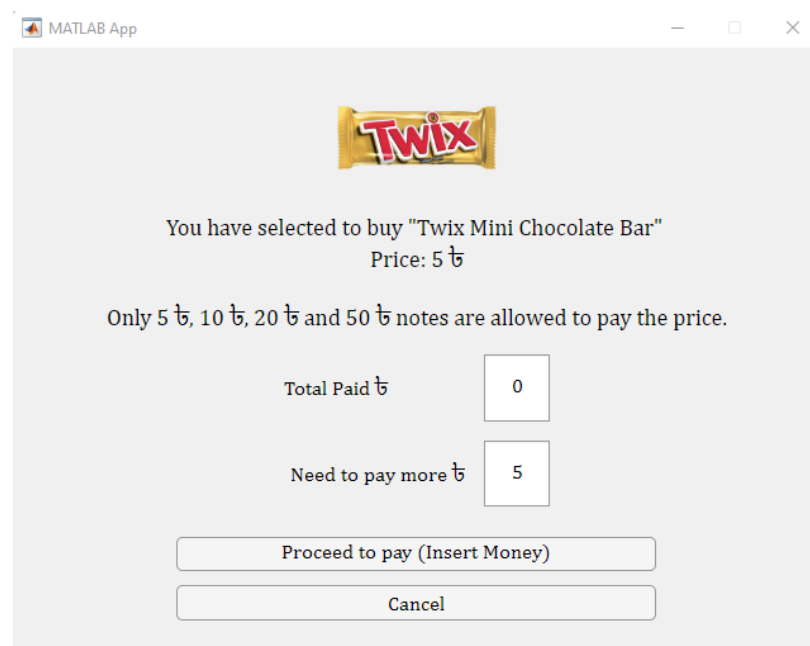 MATLAB App
TWIX
You have selected to buy "Twix Mini Chocolate Bar"
Price: 5 ৳
Only 5 ৳, 10 ৳, 20 ৳ and 50 ৳ notes are allowed to pay the price.
Total Paid ৳ 0
Need to pay more ৳ 5
Proceed to pay (Insert Money)
Cancel